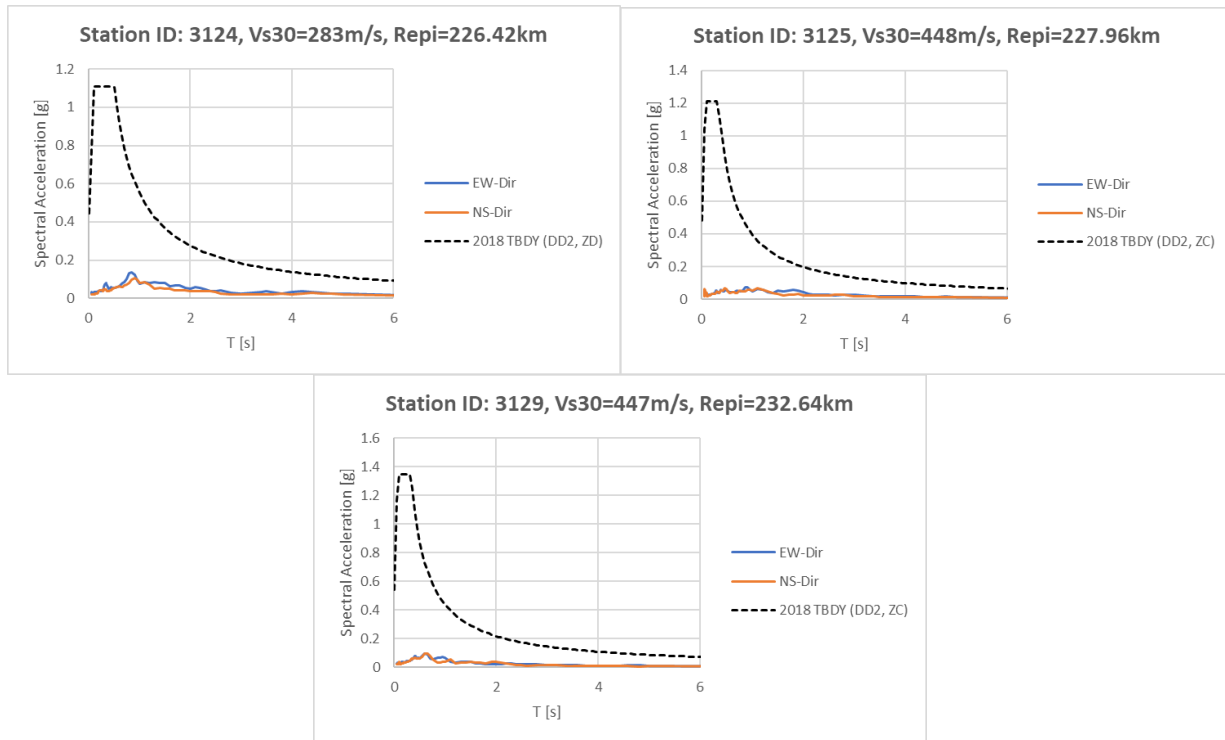 Station ID: 3124, Vs30=283m/s, Repi=226.42km
Spectral Acceleration [g]
1.2
1
0.8
0.6
0.4
0.2
0
0
2
4
6
T [s]
EW-Dir
NS-Dir
2018 TBDY (DD2, ZD)
Station ID: 3125, Vs30=448m/s, Repi=227.96km
Spectral Acceleration [g]
1.4
1.2
1
0.8
0.6
0.4
0.2
0
0
2
4
6
T [s]
EW-Dir
NS-Dir
2018 TBDY (DD2, ZC)
Station ID: 3129, Vs30=447m/s, Repi=232.64km
Spectral Acceleration [g]
1.6
1.4
1.2
1
0.8
0.6
0.4
0.2
0
0
2
4
6
T [s]
EW-Dir
NS-Dir
2018 TBDY (DD2, ZC)